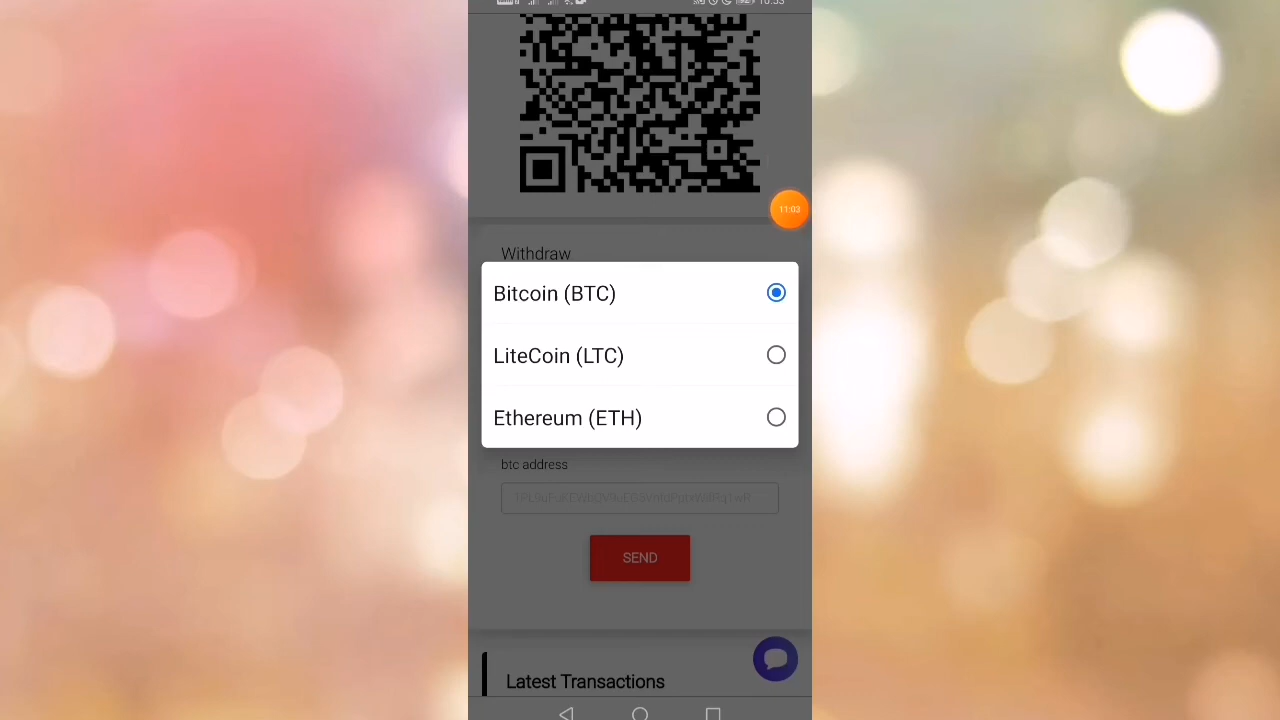 11:03
Withdraw
Bitcoin (BTC)
LiteCoin (LTC)
Ethereum (ETH)
btc address
SEND
Latest Transactions